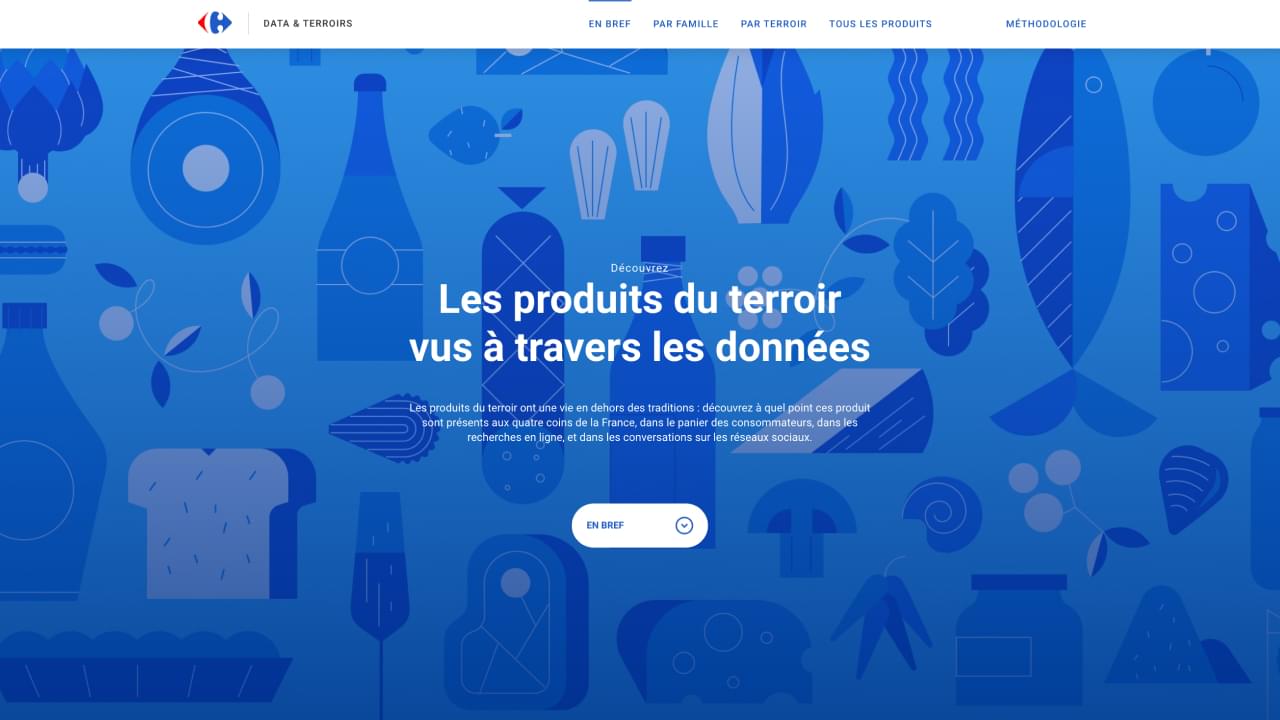 DATA & TERROIRS
EN BREF
PAR FAMILLE
PAR TERROIR
TOUS LES PRODUITS
MÉTHODOLOGIE
Découvrez
Les produits du terroir
vus à travers les données
Les produits du terroir ont une vie en dehors des traditions : découvrez à quel point ces produit
sont présents aux quatre coins de la France, dans le panier des consommateurs, dans les
recherches en ligne, et dans les conversations sur les réseaux sociaux.
EN BREF